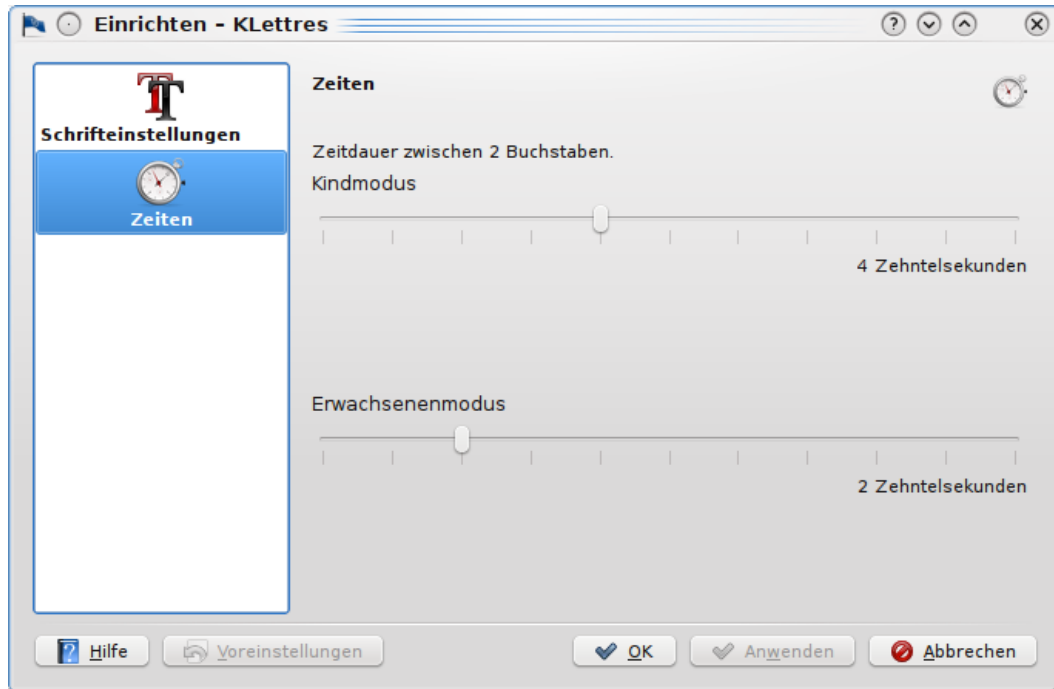 Einrichten – KLettres
Schrifteinstellungen
Zeiten
Zeiten
Zeitdauer zwischen 2 Buchstaben.
Kindmodus
4 Zehntelsekunden
Erwachsenenmodus
2 Zehntelsekunden
Hilfe
Voreinstellungen
OK
Anwenden
Abbrechen